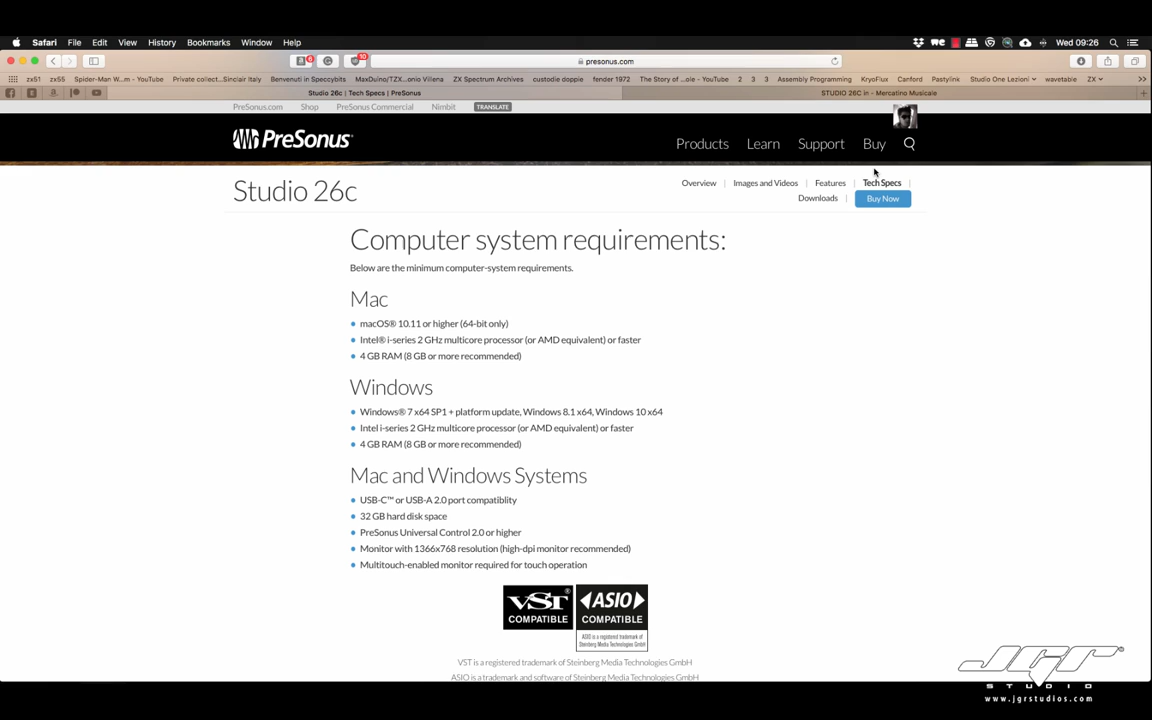 Safari File Edit View History Bookmarks Window Help Wed 09:26
presonus.com
zx51 zx55 Spider-Man W...m - YouTube Private collect...Sinclair Italy Benvenuti in Speccybits MaxDuino/TZX...onio Villena ZX Spectrum Archives custodie doppie fender 1972 The Story of ...ole - YouTube 2 3 3 Assembly Programming KryoFlux Canford Pastylink Studio One Lezioni wavetable ZX
Studio 26c | Tech Specs | PreSonus STUDIO 26C in - Mercatino Musicale
PreSonus.com Shop PreSonus Commercial Nimbit TRANSLATE
PreSonus Products Learn Support Buy
Studio 26c
Overview | Images and Videos | Features | Tech Specs |
Downloads | Buy Now
Computer system requirements:
Below are the minimum computer-system requirements.
Mac
macOS® 10.11 or higher (64-bit only)
Intel® i-series 2 GHz multicore processor (or AMD equivalent) or faster
4 GB RAM (8 GB or more recommended)
Windows
Windows® 7 x64 SP1 + platform update, Windows 8.1 x64, Windows 10 x64
Intel i-series 2 GHz multicore processor (or AMD equivalent) or faster
4 GB RAM (8 GB or more recommended)
Mac and Windows Systems
USB-C™ or USB-A 2.0 port compatiblity
32 GB hard disk space
PreSonus Universal Control 2.0 or higher
Monitor with 1366x768 resolution (high-dpi monitor recommended)
Multitouch-enabled monitor required for touch operation
VST® COMPATIBLE
ASIO COMPATIBLE
ASIO is a registered trademark of
Steinberg Media Technologies GmbH
VST is a registered trademark of Steinberg Media Technologies GmbH
ASIO is a trademark and software of Steinberg Media Technologies GmbH
JGR
STUDIO
www.jgrstudios.com